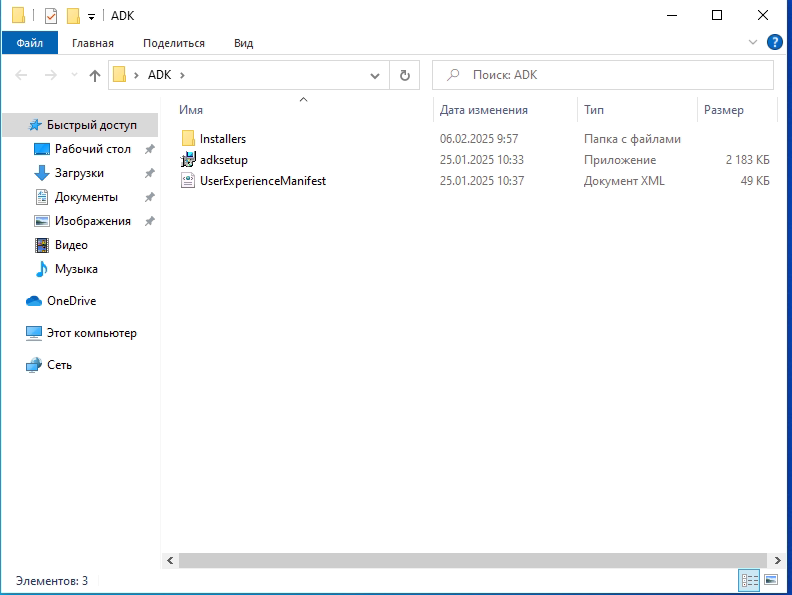 ADK
Файл Главная Поделиться Вид
ADK Поиск: ADK
Имя Дата изменения Тип Размер
Быстрый доступ
Рабочий стол
Загрузки
Документы
Изображения
Видео
Музыка
OneDrive
Этот компьютер
Сеть
Installers 06.02.2025 9:57 Папка с файлами
adksetup 25.01.2025 10:33 Приложение 2 183 КБ
UserExperienceManifest 25.01.2025 10:37 Документ XML 49 КБ
Элементов: 3